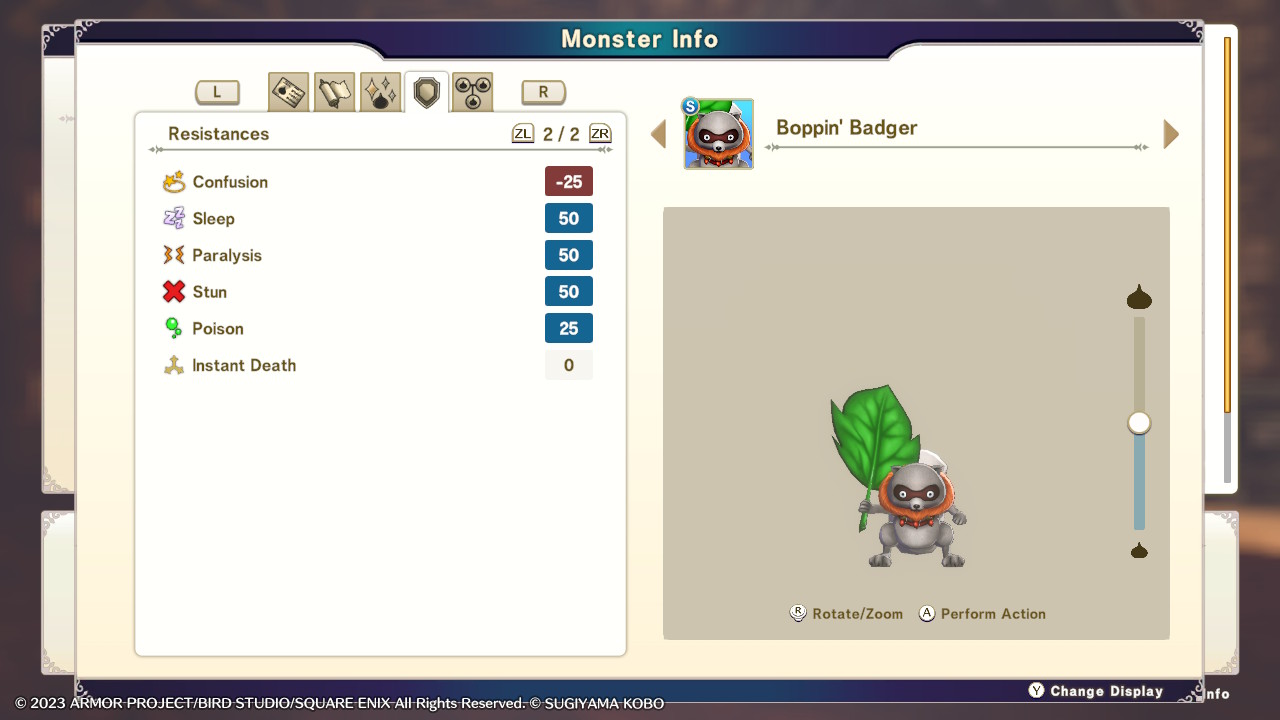 Monster Info
L
R
Resistances
ZL 2 / 2 ZR
Confusion -25
Sleep 50
Paralysis 50
Stun 50
Poison 25
Instant Death 0
S
Boppin' Badger
R Rotate/Zoom A Perform Action
Y Change Display
nfo
© 2023 ARMOR PROJECT/BIRD STUDIO/SQUARE ENIX All Rights Reserved. © SUGIYAMA KOBO